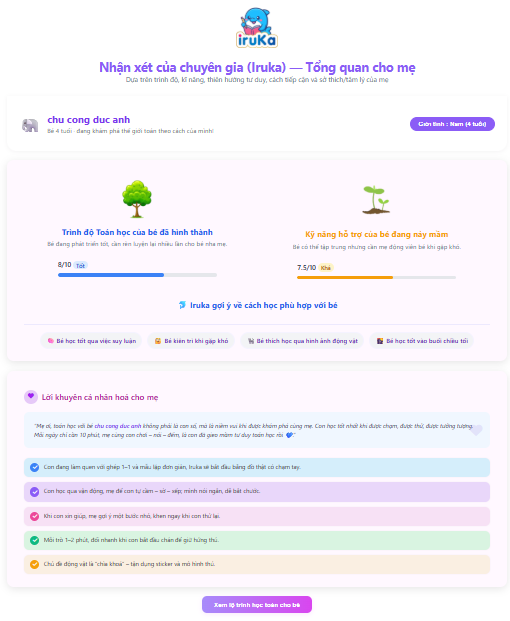 iruKa
Nhận xét của chuyên gia (Iruka) — Tổng quan cho mẹ
Dựa trên trình độ, kĩ năng, thiên hướng tư duy, cách tiếp cận và sở thích/tâm lý của mẹ
chu cong duc anh
Bé 4 tuổi · đang khám phá thế giới toán theo cách của mình!
Giới tính : Nam (4 tuổi)
Trình độ Toán học của bé đã hình thành
Bé đang phát triển tốt, cần rèn luyện lại nhiều lần cho bé nha mẹ.
8/10 Tốt
Kỹ năng hỗ trợ của bé đang nảy mầm
Bé có thể tập trung nhưng cần mẹ động viên bé khi gặp khó.
7.5/10 Khá
Iruka gợi ý về cách học phù hợp với bé
Bé học tốt qua việc suy luận
Bé kiên trì khi gặp khó
Bé thích học qua hình ảnh động vật
Bé học tốt vào buổi chiều tối
Lời khuyên cá nhân hoá cho mẹ
"Mẹ ơi, toán học với bé chu cong duc anh không phải là con số, mà là niềm vui khi được khám phá cùng mẹ. Con học tốt nhất khi được chạm, được thử, được tưởng tượng.
Mỗi ngày chỉ cần 10 phút, mẹ cùng con chơi – nói – đếm, là con đã gieo mầm tư duy toán học rồi 💙."
Con đang làm quen với ghép 1–1 và mẫu lặp đơn giản, Iruka sẽ bắt đầu bằng đồ thật có chạm tay.
Con học qua vận động, mẹ để con tự cầm – sờ – xếp; mình nói ngắn, dễ bắt chước.
Khi con xin giúp, mẹ gợi ý một bước nhỏ, khen ngay khi con thử lại.
Mỗi trò 1–2 phút, đổi nhanh khi con bắt đầu chán để giữ hứng thú.
Chủ đề động vật là "chìa khoá" – tận dụng sticker và mô hình thú.
Xem lộ trình học toán cho bé